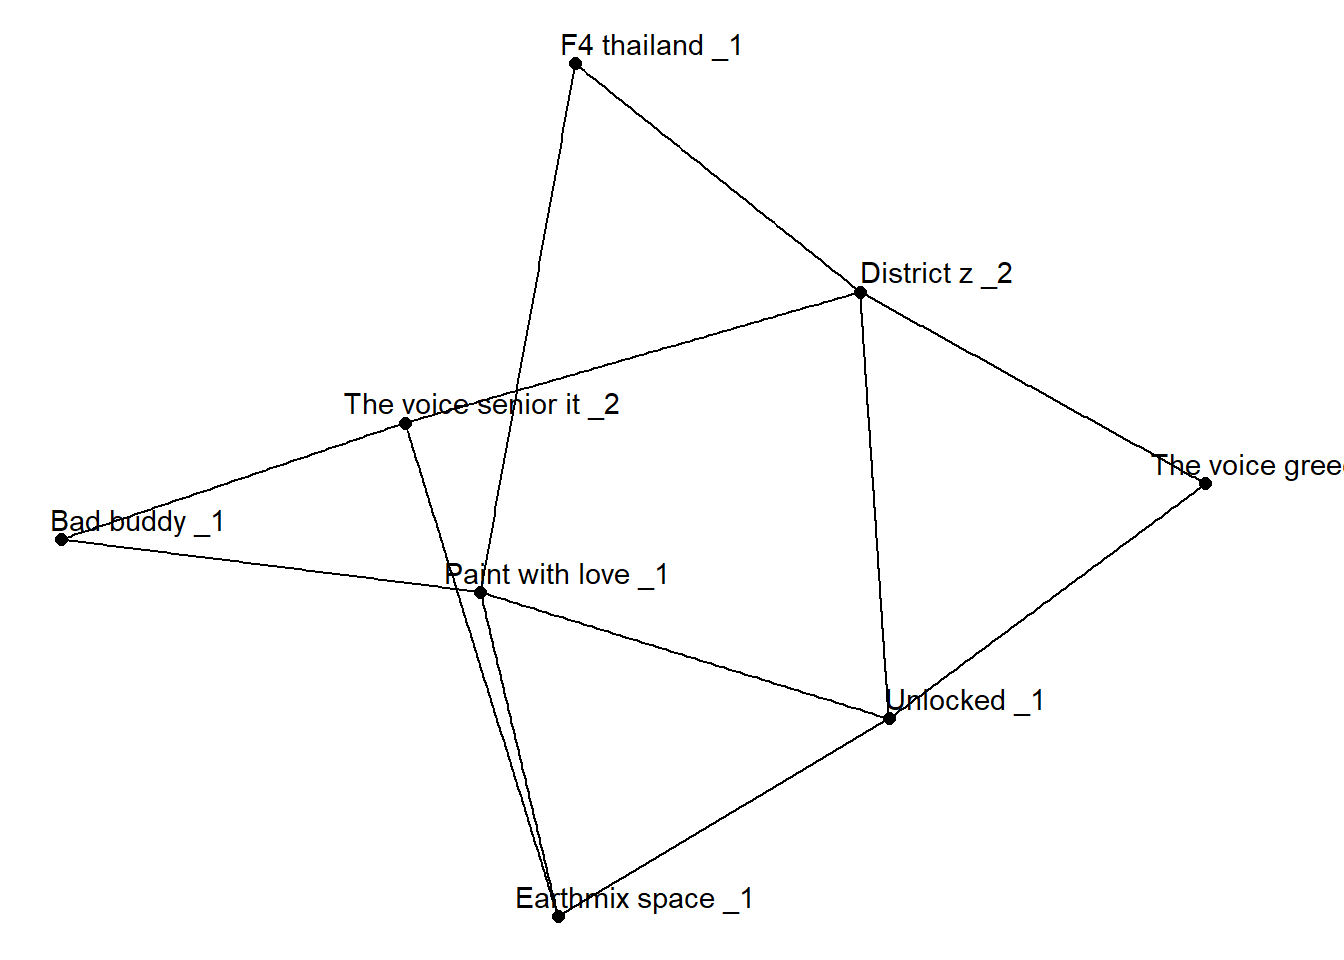 F4 thailand _1
District z _2
The voice senior it _2
The voice
Bad buddy _1
Paint with love _1
Unlocked _1
Earthmix space _1